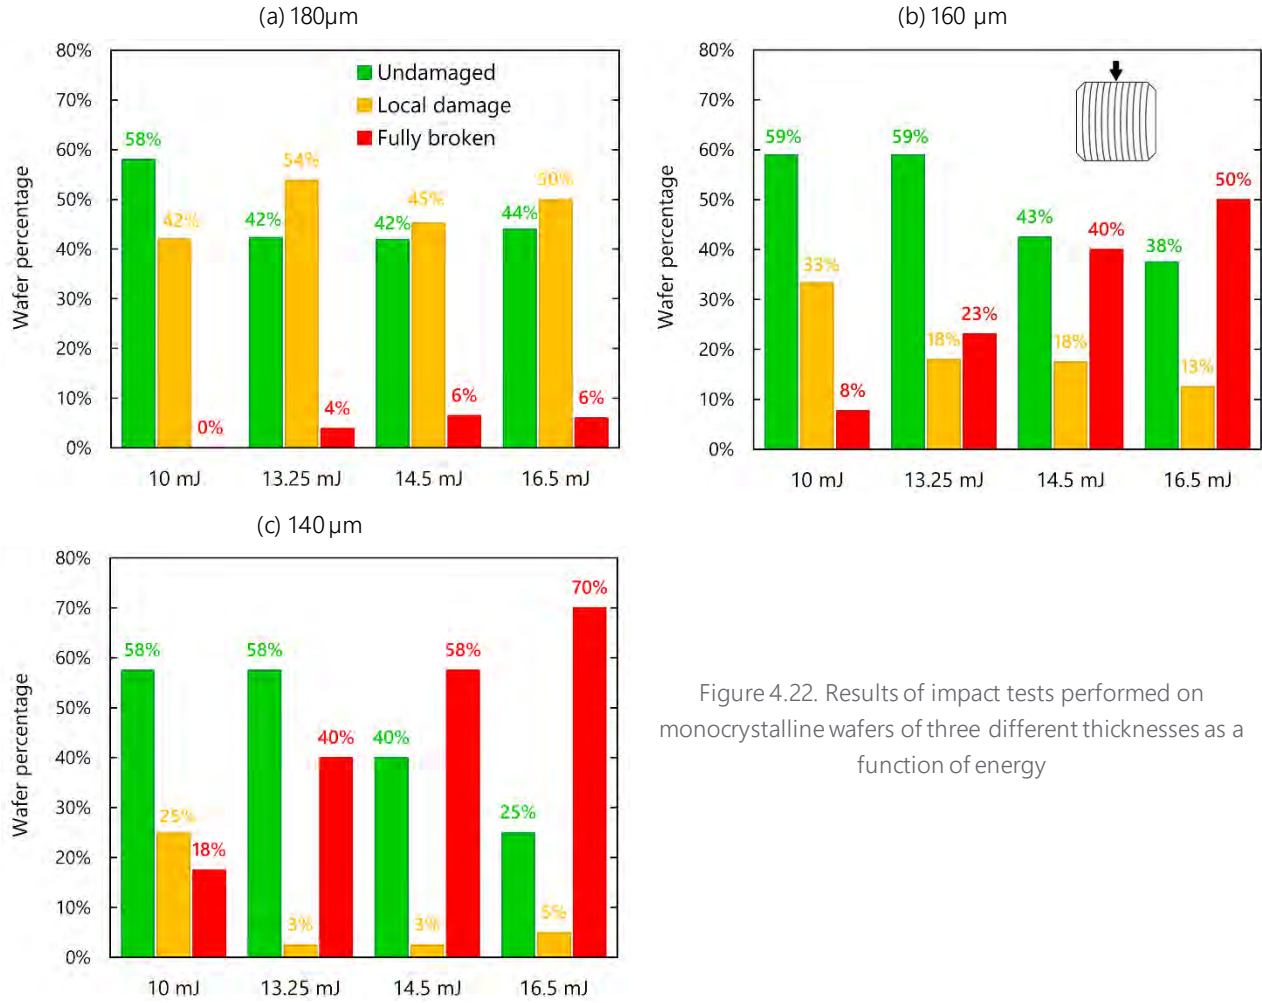 (a) 180µm
80%
70%
60%
50%
40%
30%
20%
10%
0%
Wafer percentage
Undamaged
Local damage
Fully broken
58%
42%
0%
42%
54%
4%
42%
45%
6%
44%
50%
6%
10 mJ
13.25 mJ
14.5 mJ
16.5 mJ
(b) 160 µm
80%
70%
60%
50%
40%
30%
20%
10%
0%
Wafer percentage
59%
33%
8%
59%
18%
23%
43%
18%
40%
38%
13%
50%
10 mJ
13.25 mJ
14.5 mJ
16.5 mJ
(c) 140 µm
80%
70%
60%
50%
40%
30%
20%
10%
0%
Wafer percentage
58%
25%
18%
58%
3%
40%
40%
3%
58%
25%
5%
70%
10 mJ
13.25 mJ
14.5 mJ
16.5 mJ
Figure 4.22. Results of impact tests performed on
monocrystalline wafers of three different thicknesses as a
function of energy